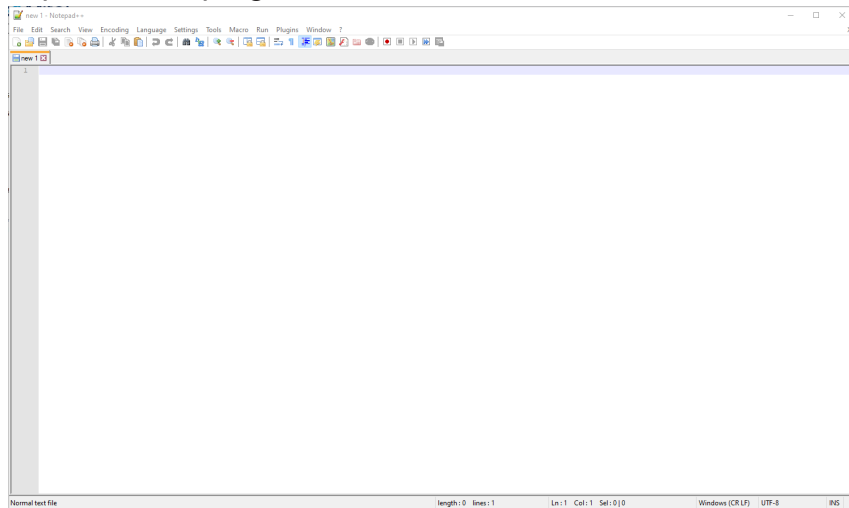 new 1 - Notepad++
File Edit Search View Encoding Language Settings Tools Macro Run Plugins Window ?
new 1
1
Normal text file length : 0 lines : 1 Ln : 1 Col : 1 Sel : 0 | 0 Windows (CR LF) UTF-8 INS